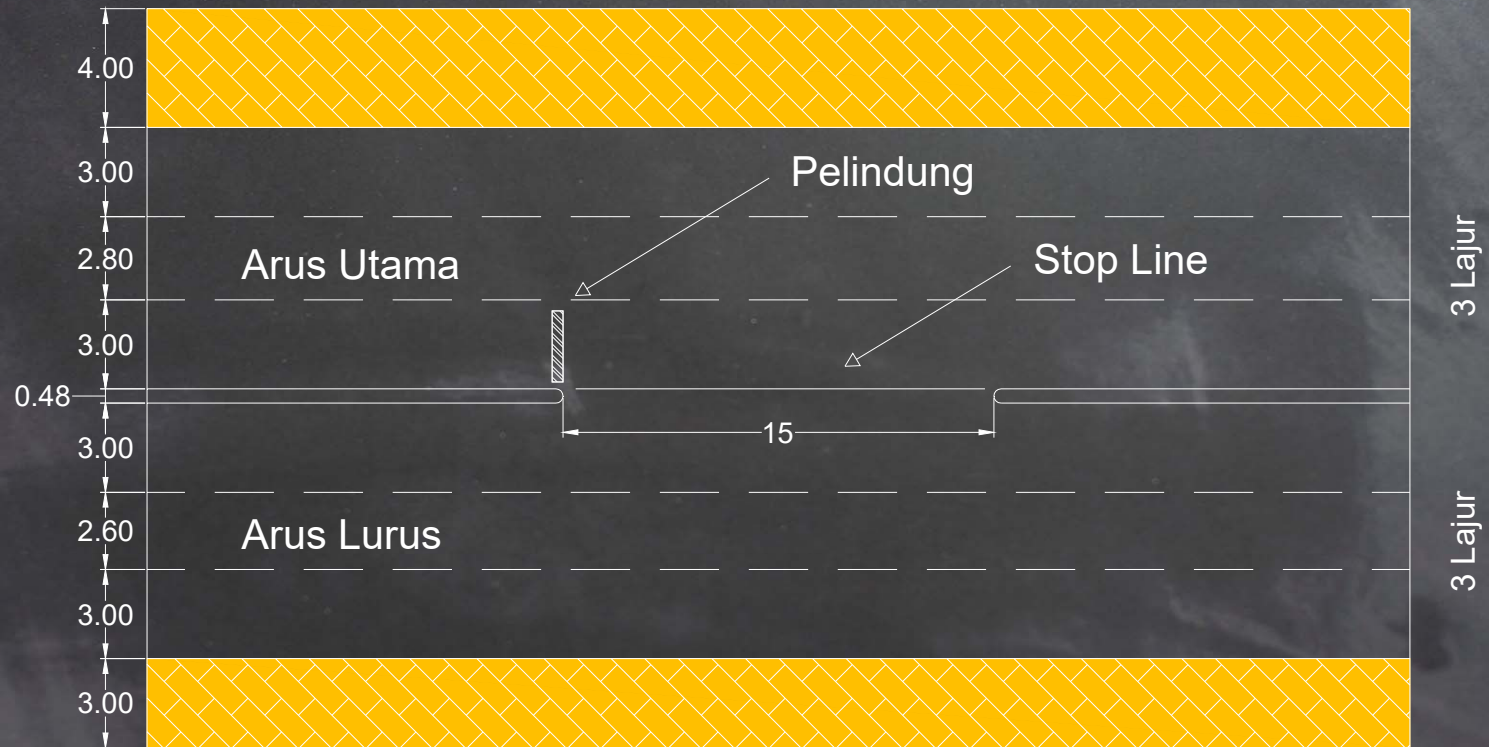 4.00
3.00
Pelindung
2.80
Arus Utama
Stop Line
3 Lajur
3.00
0.48
15
3.00
2.60
Arus Lurus
3 Lajur
3.00
3.00